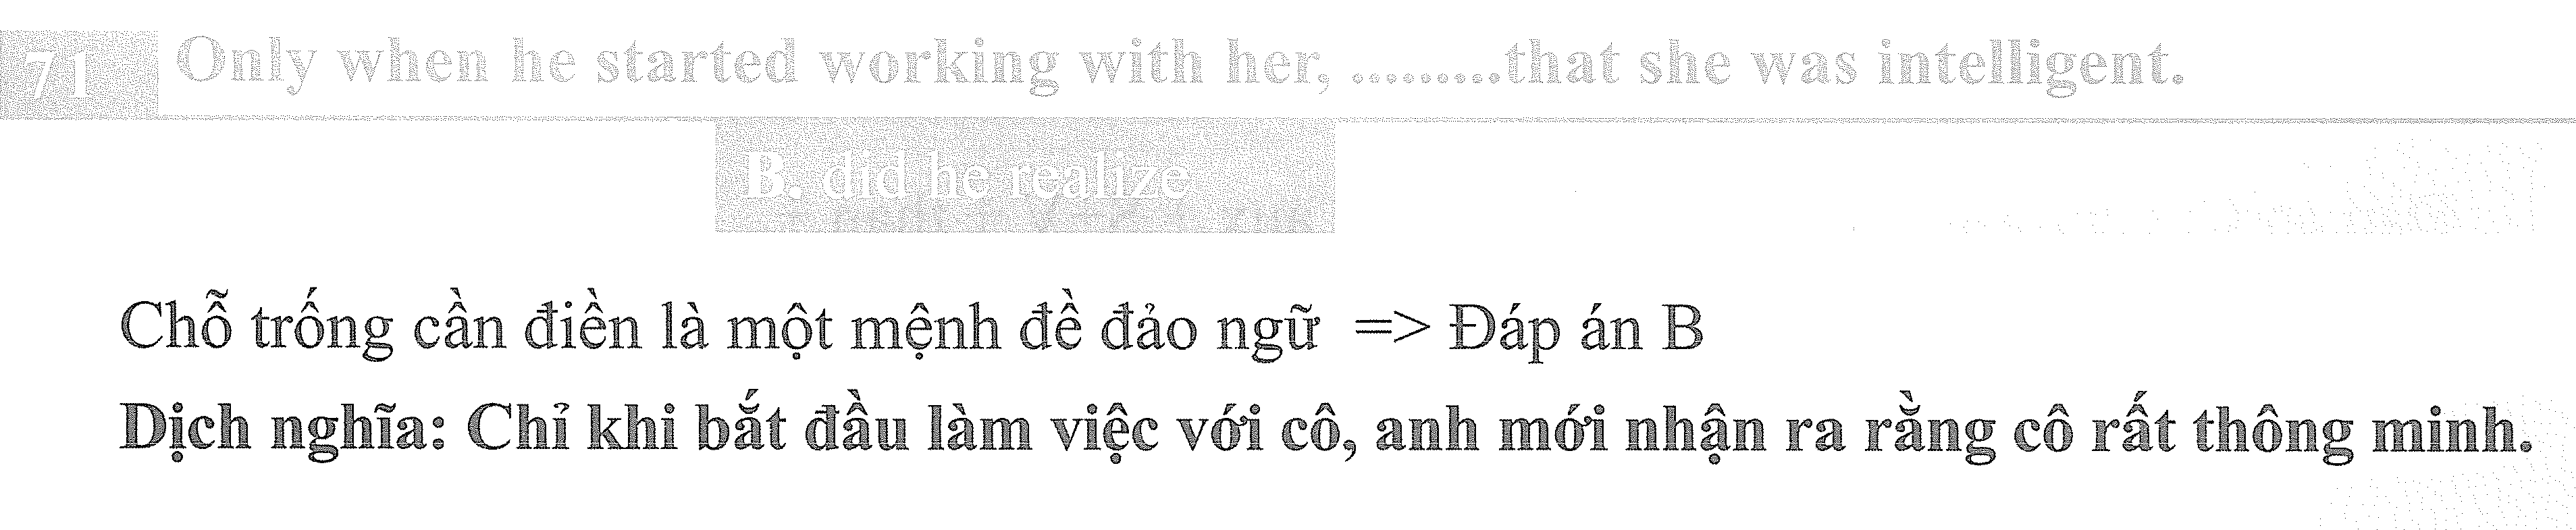 71 Only when he started working with her, .........that she was intelligent.
B. did he realize
Chỗ trống cần điền là một mệnh đề đảo ngữ => Đáp án B
Dịch nghĩa: Chỉ khi bắt đầu làm việc với cô, anh mới nhận ra rằng cô rất thông minh.